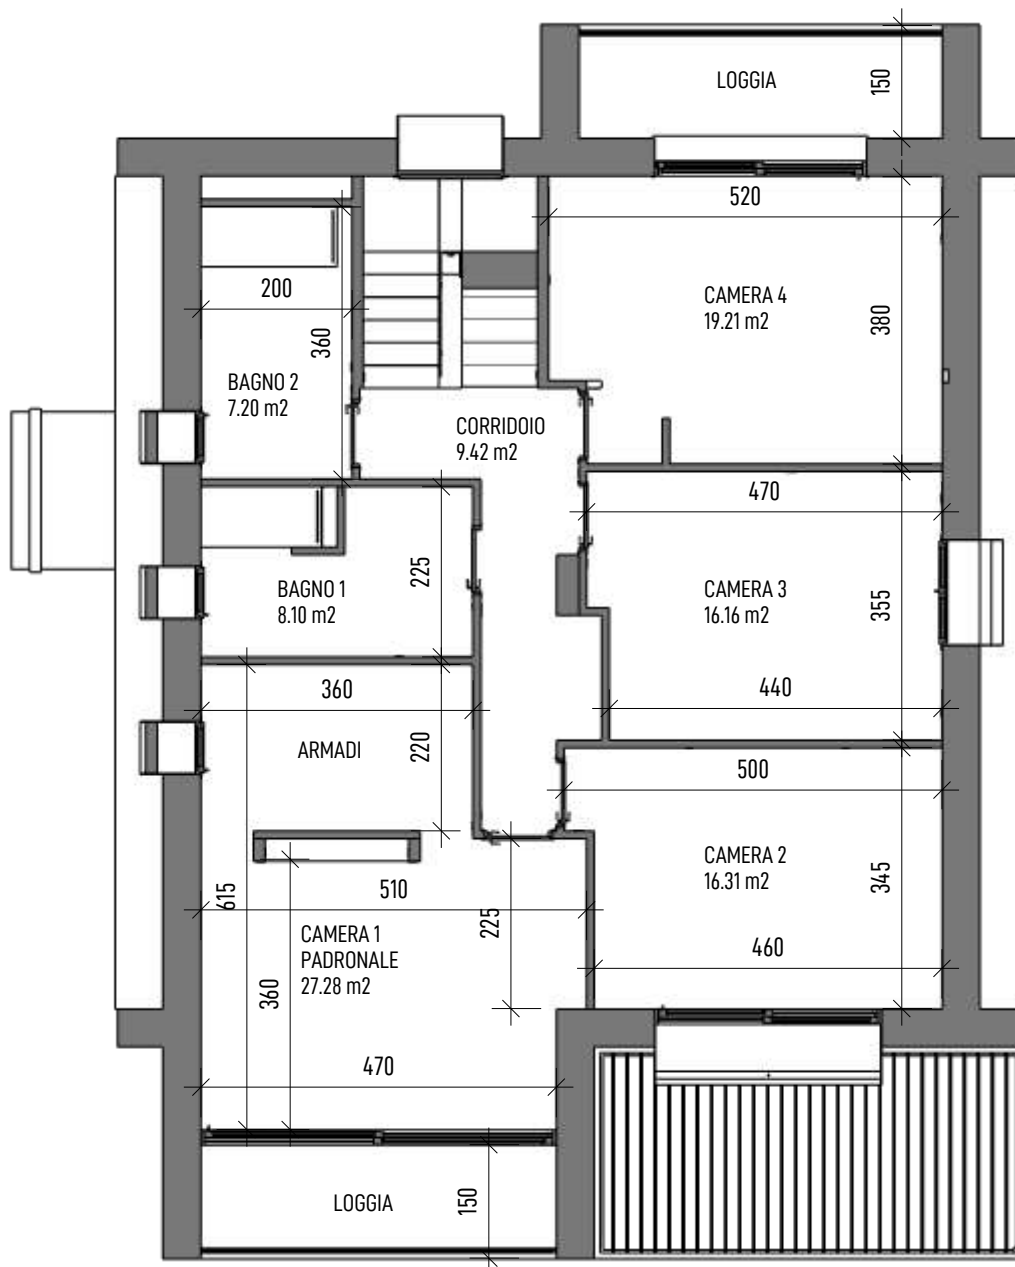 LOGGIA
150
520
200
CAMERA 4
19.21 m2
380
360
BAGNO 2
7.20 m2
CORRIDOIO
9.42 m2
470
BAGNO 1
8.10 m2
225
CAMERA 3
16.16 m2
355
360
440
ARMADI
220
500
CAMERA 2
16.31 m2
345
615
510
225
CAMERA 1
PADRONALE
27.28 m2
460
360
470
LOGGIA
150